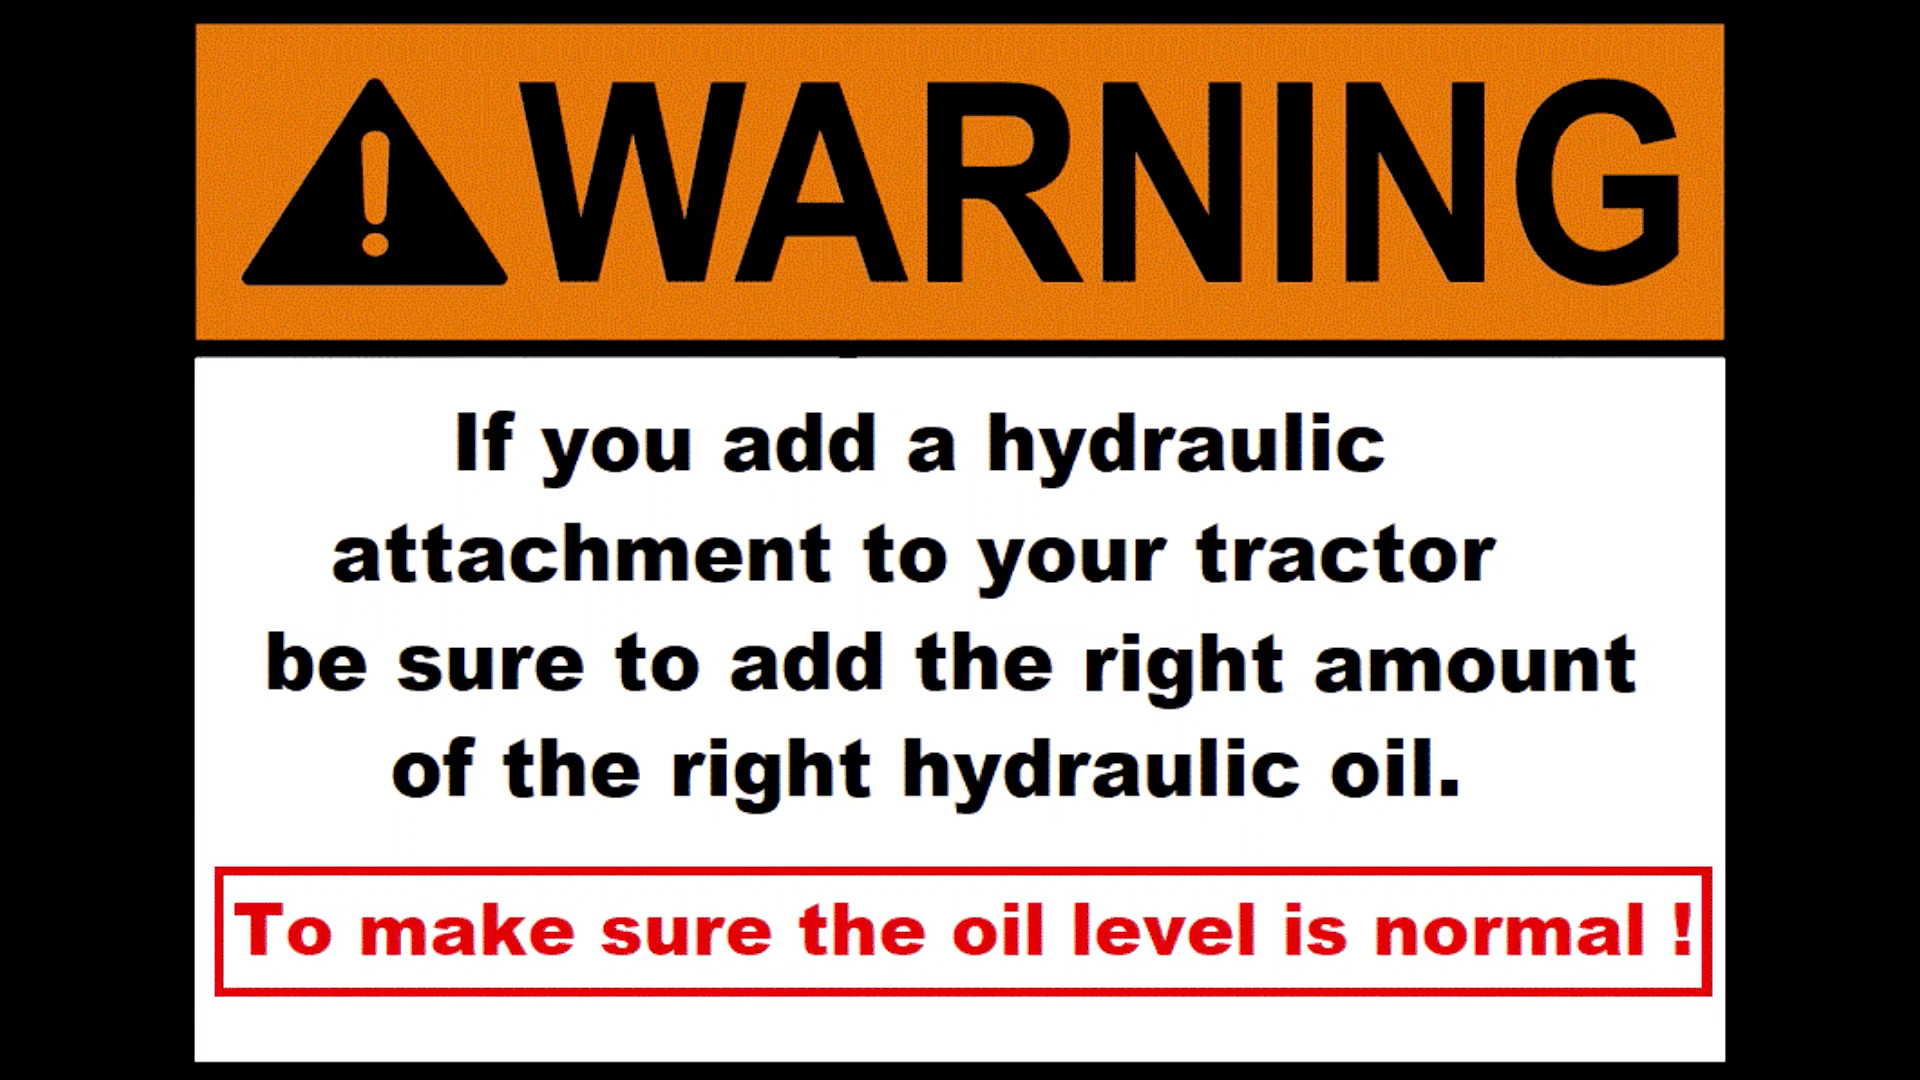 WARNING
If you add a hydraulic
attachment to your tractor
be sure to add the right amount
of the right hydraulic oil.
To make sure the oil level is normal !